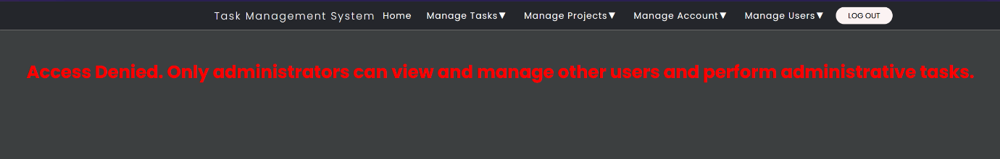 Task Management System Home Manage Tasks▼ Manage Projects▼ Manage Account▼ Manage Users▼ LOG OUT
Access Denied. Only administrators can view and manage other users and perform administrative tasks.